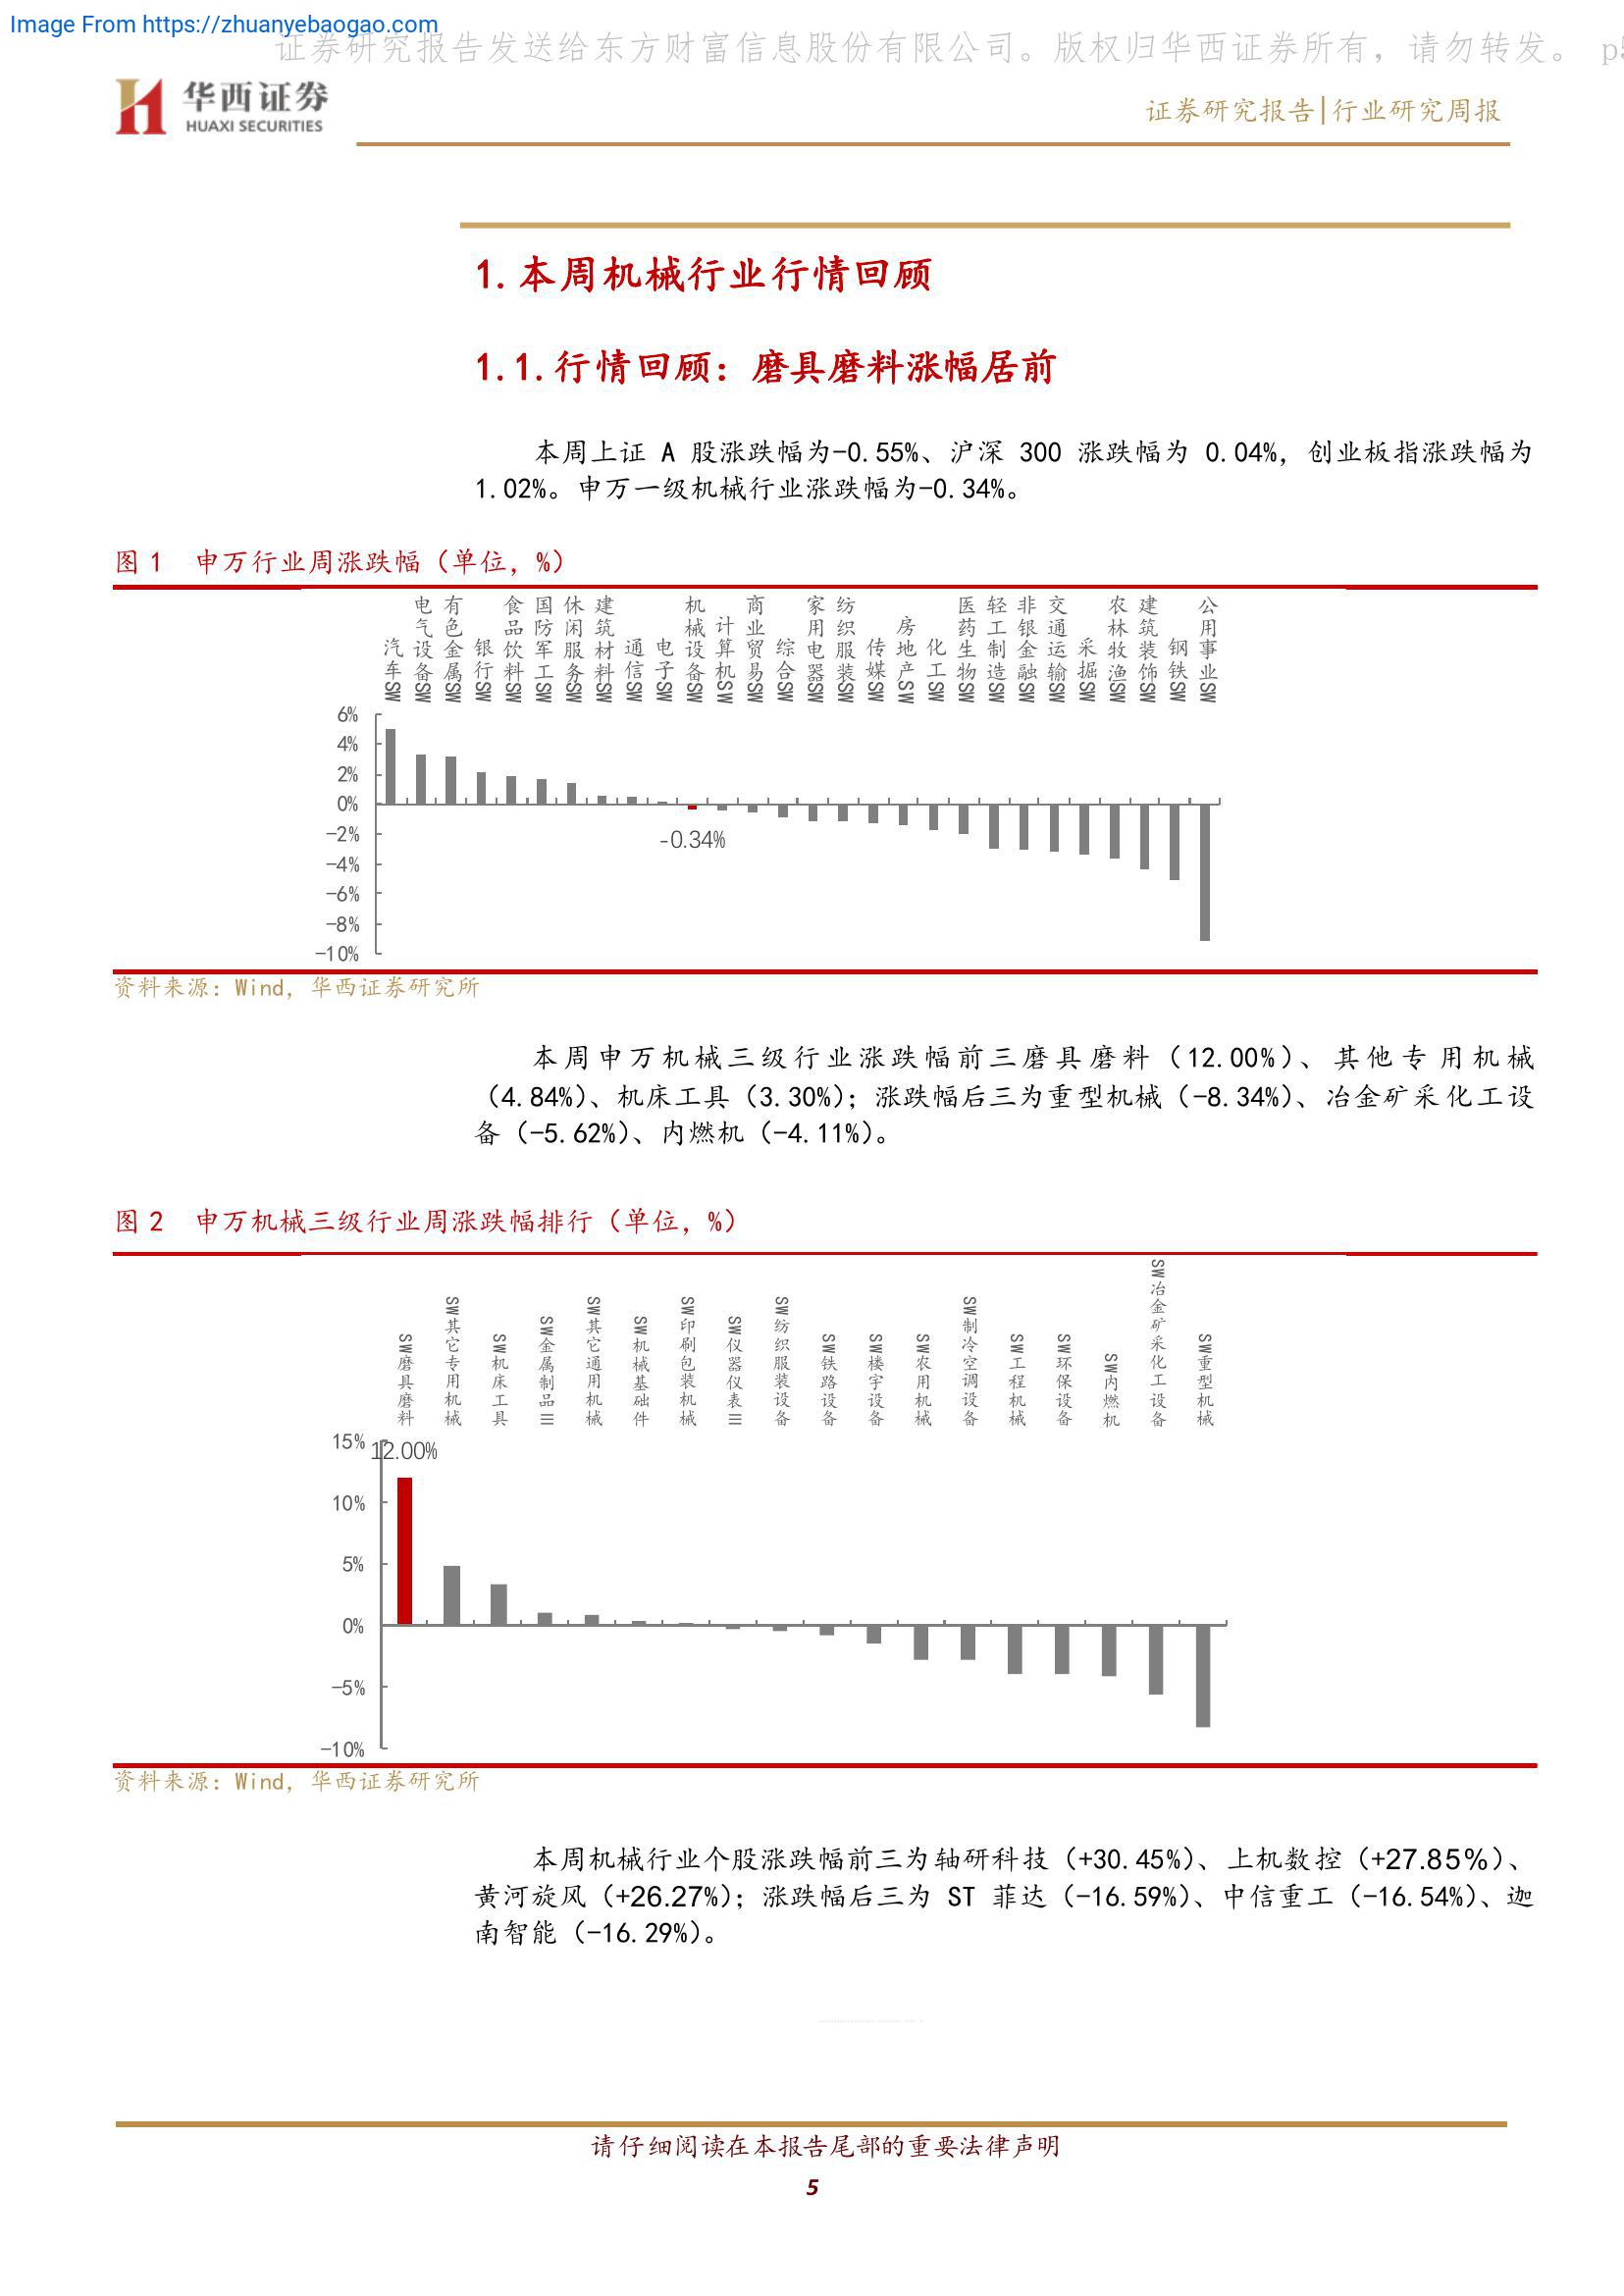 Image From https://zhuanyebaogao.com
证券研究报告发送给东方财富信息股份有限公司。版权归华西证券所有，请勿转发。 p5
华西证券
HUAXI SECURITIES
证券研究报告|行业研究周报
1.本周机械行业行情回顾
1.1.行情回顾：磨具磨料涨幅居前
本周上证 A 股涨跌幅为-0.55%、沪深 300 涨跌幅为 0.04%，创业板指涨跌幅为
1.02%。申万一级机械行业涨跌幅为-0.34%。
图 1 申万行业周涨跌幅（单位，%）
汽车SW
电气设备SW
有色金属SW
银行SW
食品饮料SW
国防军工SW
休闲服务SW
建筑材料SW
通信SW
电子SW
机械设备SW
计算机SW
商业贸易SW
综合SW
家用电器SW
纺织服装SW
传媒SW
房地产SW
化工SW
医药生物SW
轻工制造SW
非银金融SW
交通运输SW
采掘SW
农林牧渔SW
建筑装饰SW
钢铁SW
公用事业SW
6%
4%
2%
0%
-2%
-4%
-6%
-8%
-10%
-0.34%
资料来源：Wind，华西证券研究所
本周申万机械三级行业涨跌幅前三磨具磨料（12.00%）、其他专用机械
（4.84%）、机床工具（3.30%）；涨跌幅后三为重型机械（-8.34%）、冶金矿采化工设
备（-5.62%）、内燃机（-4.11%）。
图 2 申万机械三级行业周涨跌幅排行（单位，%）
SW磨具磨料
SW其它专用机械
SW机床工具
SW金属制品III
SW其它通用机械
SW机械基础件
SW印刷包装机械
SW仪器仪表III
SW纺织服装设备
SW铁路设备
SW楼宇设备
SW农用机械
SW制冷空调设备
SW工程机械
SW环保设备
SW内燃机
SW冶金矿采化工设备
SW重型机械
15%
10%
5%
0%
-5%
-10%
12.00%
资料来源：Wind，华西证券研究所
本周机械行业个股涨跌幅前三为轴研科技（+30.45%）、上机数控（+27.85%）、
黄河旋风（+26.27%）；涨跌幅后三为 ST 菲达（-16.59%）、中信重工（-16.54%）、迦
南智能（-16.29%）。
请仔细阅读在本报告尾部的重要法律声明
5